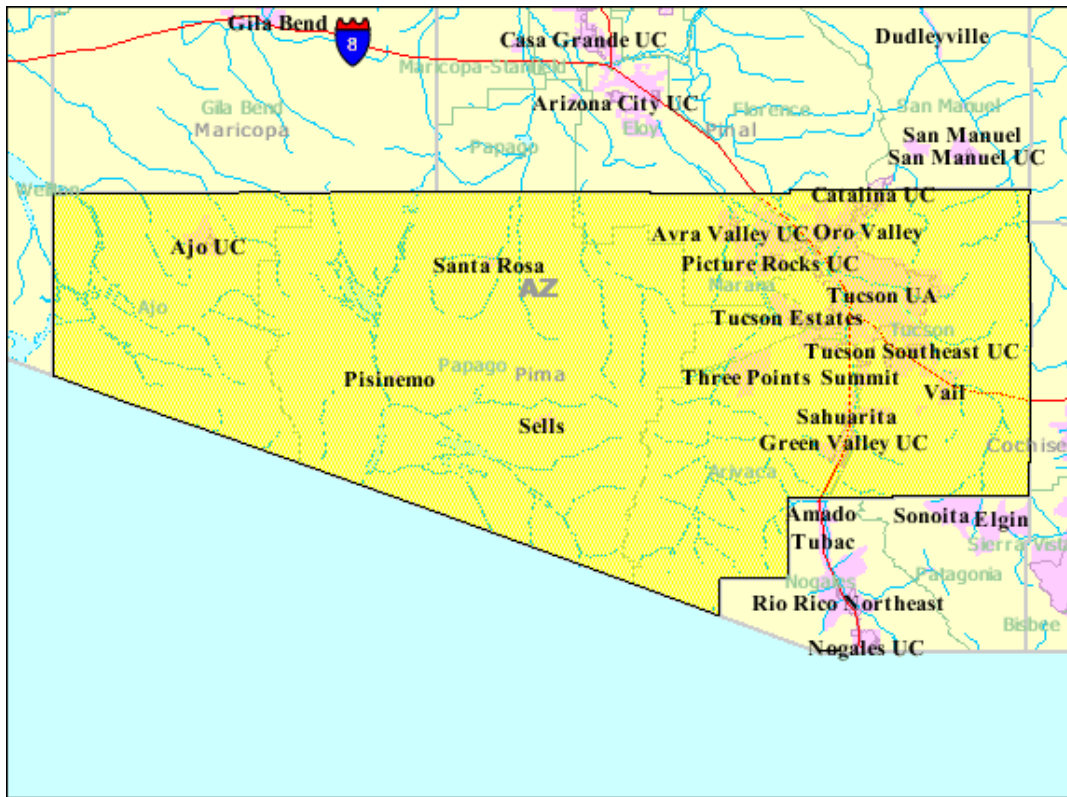 Gila Bend
8
Casa Grande UC
Dudleyville
Maricopa-Stanfield
Arizona City UC
Gila Bend
Florence
San Manuel
Maricopa
Eloy
Pinal
San Manuel
Papago
San Manuel UC
Wellton
Catalina UC
Avra Valley UC
Oro Valley
Ajo UC
Santa Rosa
Picture Rocks UC
AZ
Marana
Tucson UA
Ajo
Tucson Estates
Tucson
Tucson Southeast UC
Papago
Pima
Pisinemo
Three Points
Summit
Vail
Sahuarita
Sells
Green Valley UC
Cochise
Arivaca
Amado
Sonoita
Elgin
Tubac
Sierra Vista
Nogales
Patagonia
Rio Rico Northeast
Bisbee
Nogales UC